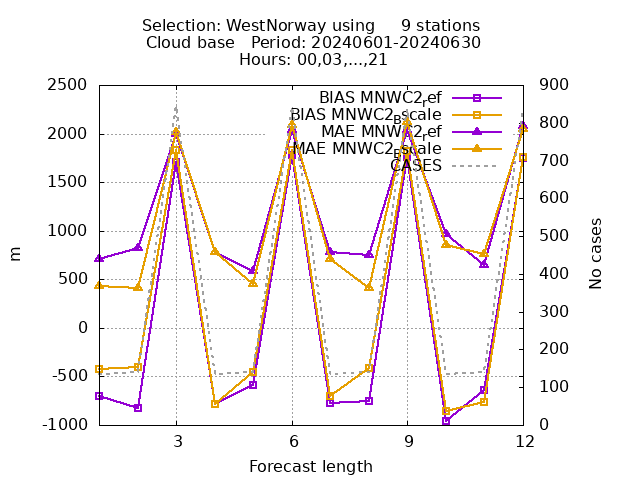 Selection: WestNorway using     9 stations
Cloud base   Period: 20240601-20240630
Hours: 00,03,...,21
2500
2000
1500
1000
500
0
-500
-1000
900
800
700
600
500
400
300
200
100
0
BIAS MNWC2_ref
BIAS MNWC2_Bscale
MAE MNWC2_ref
MAE MNWC2_Bscale
CASES
m
No cases
3
6
9
12
Forecast length